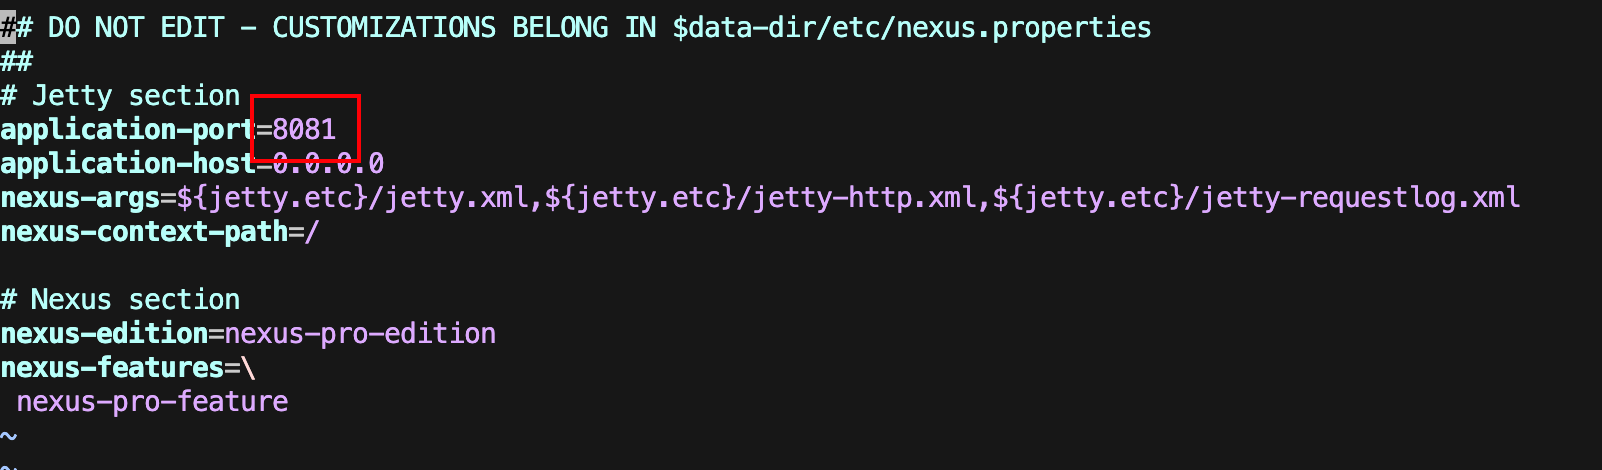 ## DO NOT EDIT - CUSTOMIZATIONS BELONG IN $data-dir/etc/nexus.properties
##
# Jetty section
application-port=8081
application-host=0.0.0.0
nexus-args=${jetty.etc}/jetty.xml,${jetty.etc}/jetty-http.xml,${jetty.etc}/jetty-requestlog.xml
nexus-context-path=/
# Nexus section
nexus-edition=nexus-pro-edition
nexus-features=\
 nexus-pro-feature
~
~